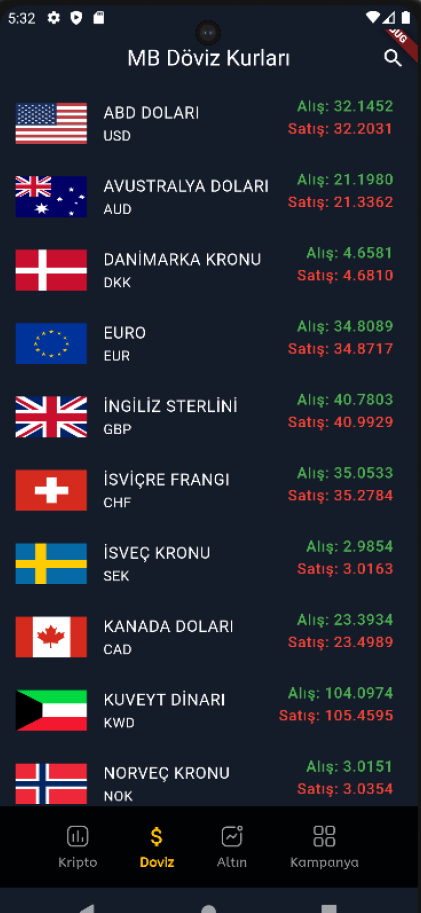 5:32
MB Döviz Kurları
ABD DOLARI
USD
Alış: 32.1452
Satış: 32.2031
AVUSTRALYA DOLARI
AUD
Alış: 21.1980
Satış: 21.3362
DANİMARKA KRONU
DKK
Alış: 4.6581
Satış: 4.6810
EURO
EUR
Alış: 34.8089
Satış: 34.8717
İNGİLİZ STERLİNİ
GBP
Alış: 40.7803
Satış: 40.9929
İSVİÇRE FRANGI
CHF
Alış: 35.0533
Satış: 35.2784
İSVEÇ KRONU
SEK
Alış: 2.9854
Satış: 3.0163
KANADA DOLARI
CAD
Alış: 23.3934
Satış: 23.4989
KUVEYT DİNARI
KWD
Alış: 104.0974
Satış: 105.4595
NORVEÇ KRONU
NOK
Alış: 3.0151
Satış: 3.0354
Kripto
Doviz
Altın
Kampanya